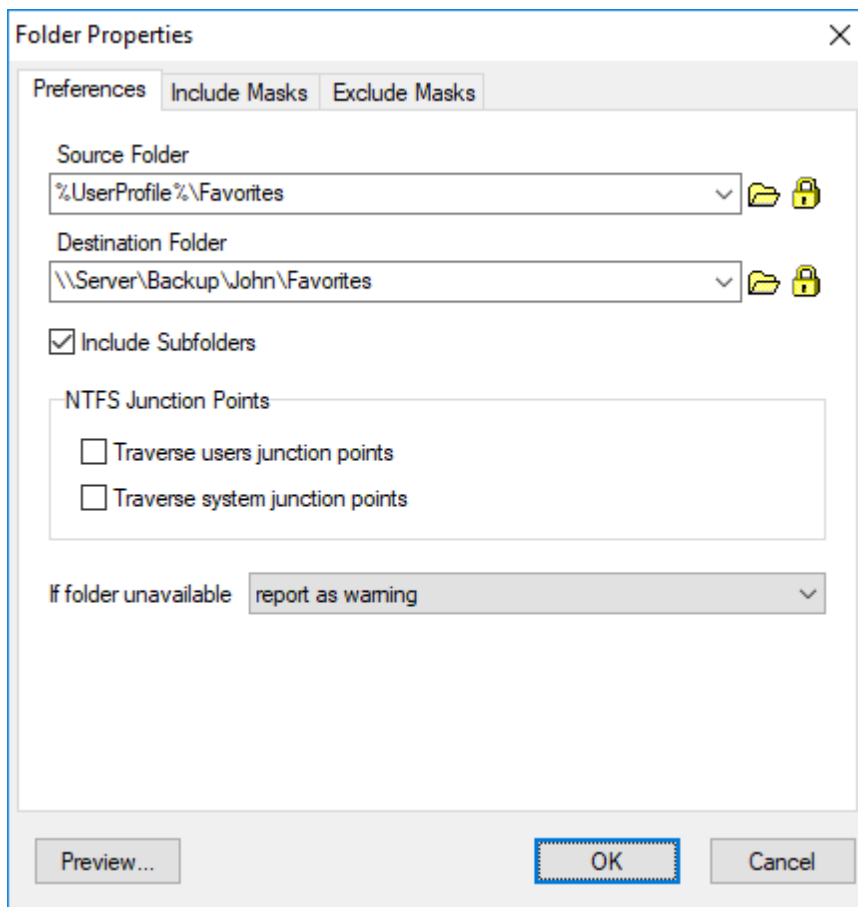 Folder Properties
Preferences Include Masks Exclude Masks
Source Folder
%UserProfile%\Favorites
Destination Folder
\\Server\Backup\John\Favorites
Include Subfolders
NTFS Junction Points
Traverse users junction points
Traverse system junction points
If folder unavailable report as warning
Preview... OK Cancel